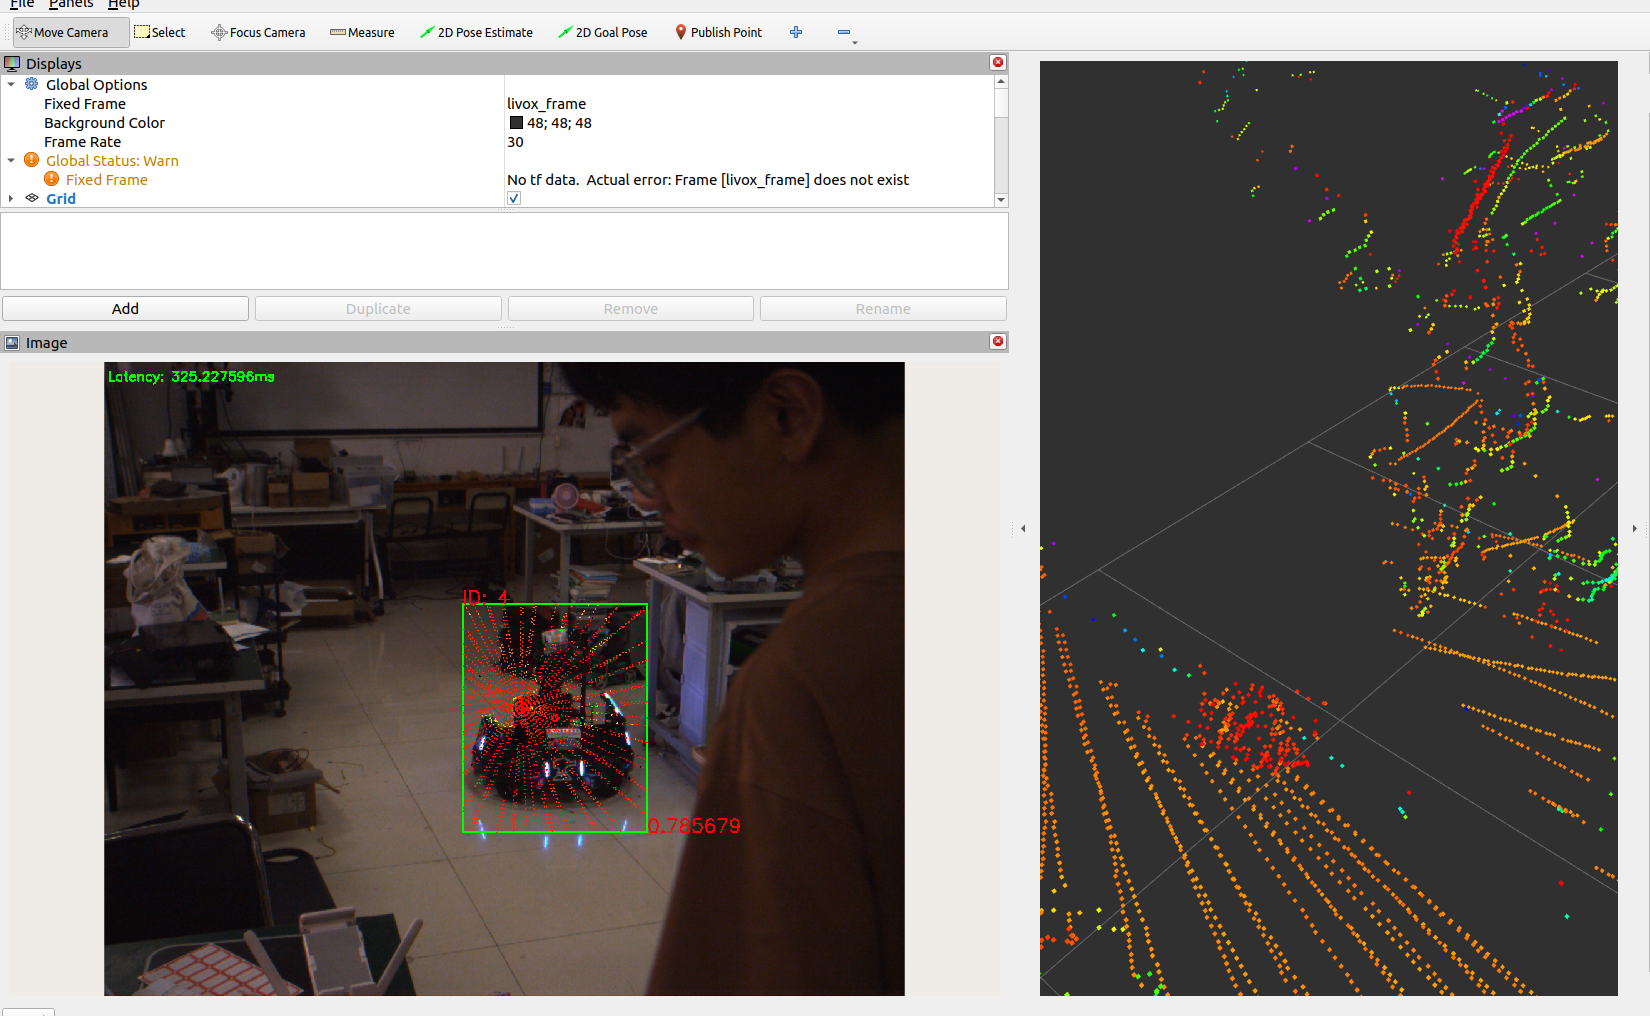 File Panels Help
Move Camera Select Focus Camera Measure 2D Pose Estimate 2D Goal Pose Publish Point
Displays
Global Options
Fixed Frame livox_frame
Background Color 48; 48; 48
Frame Rate 30
Global Status: Warn
Fixed Frame No tf data.  Actual error: Frame [livox_frame] does not exist
Grid
Add Duplicate Remove Rename
Image
Latency: 325.227596ms
ID: 4
0.785679